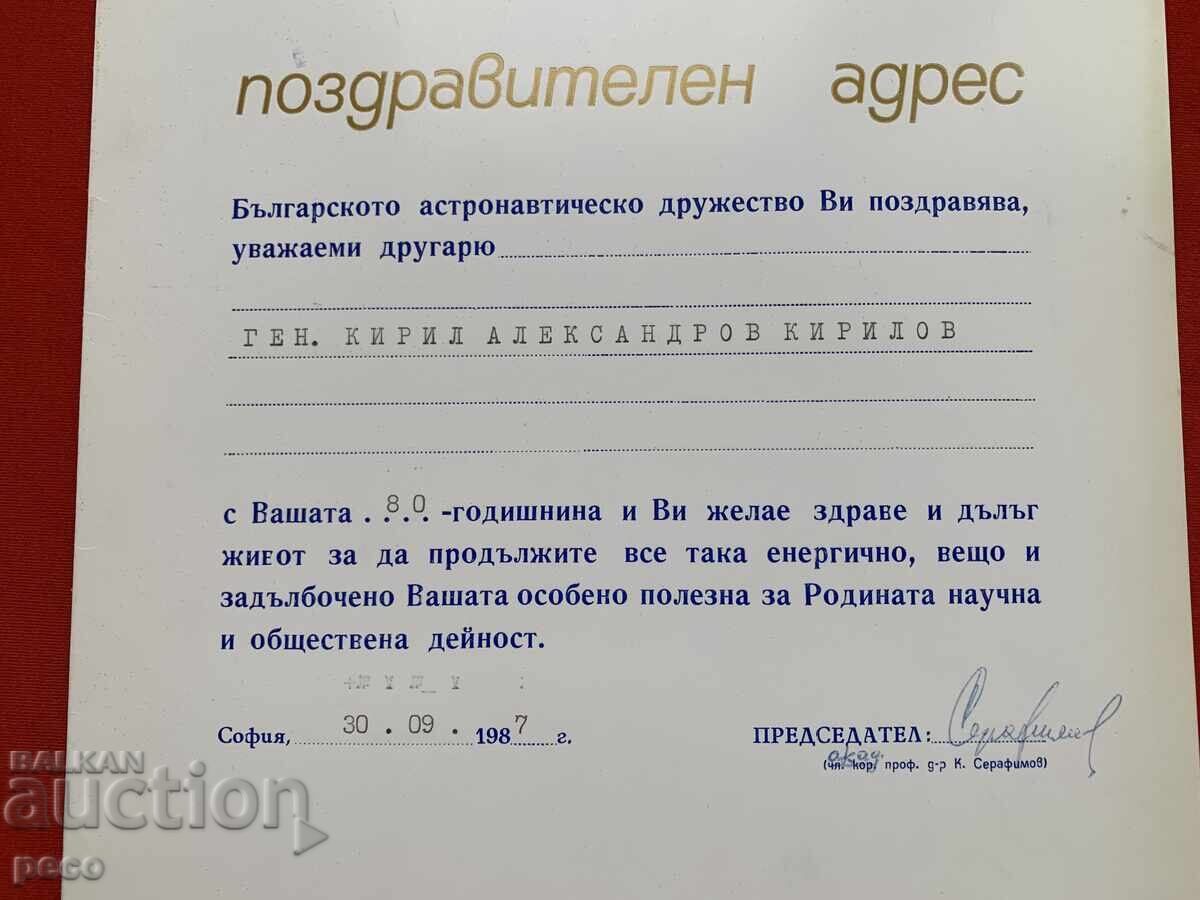 поздравителен адрес
Българското астронавтическо дружество Ви поздравява,
уважаеми другарю
ГЕН. КИРИЛ АЛЕКСАНДРОВ КИРИЛОВ
с Вашата 80 -годишнина и Ви желае здраве и дълъг
живот за да продължите все така енергично, вещо и
задълбочено Вашата особено полезна за Родината научна
и обществена дейност.
София, 30.09. 1987 г.
ПРЕДСЕДАТЕЛ: Серафимов
акад.
(чл. кор. проф. д-р К. Серафимов)
BALKAN
auction
peco